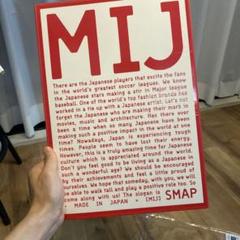 MIJ
There are the Japanese players that excite the fans
in the world's greatest soccer leagues. We know
the Japanese stars making a stir in Major league
baseball. One of the world's top fashion brands has
worked in a tie up with a Japanese artist. Let's not
forget the Japanese who are making their mark in
movies, music and architecture. Has there ever
been a time when so many Japanese have been
making such a positive impact in the world at one
time? Nowadays, Japan is experiencing tough
times. People seem to have lost their energy.
However, this is a truly amazing time for Japanese
culture which is appreciated around the world.
Don't you feel good to be living as a Japanese in
such a wonderful age? We should be encouraged
by their achievements and feel a little proud of
ourselves. We hope that someday, with you, we will
be able to walk tall and play a positive role too. So
come along with us! The slogan is
MADE IN JAPAN = [MIJ] SMAP